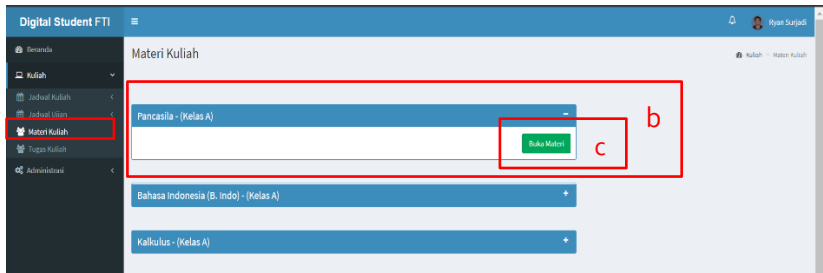 Digital Student FTI
Ryan Surjadi
Beranda
Kuliah
Jadwal Kuliah
Jadwal Ujian
Materi Kuliah
Tugas Kuliah
Administrasi
Materi Kuliah
Kuliah - Materi Kuliah
Pancasila - (Kelas A) -
b
Buka Materi
c
Bahasa Indonesia (B. Indo) - (Kelas A) +
Kalkulus - (Kelas A) +